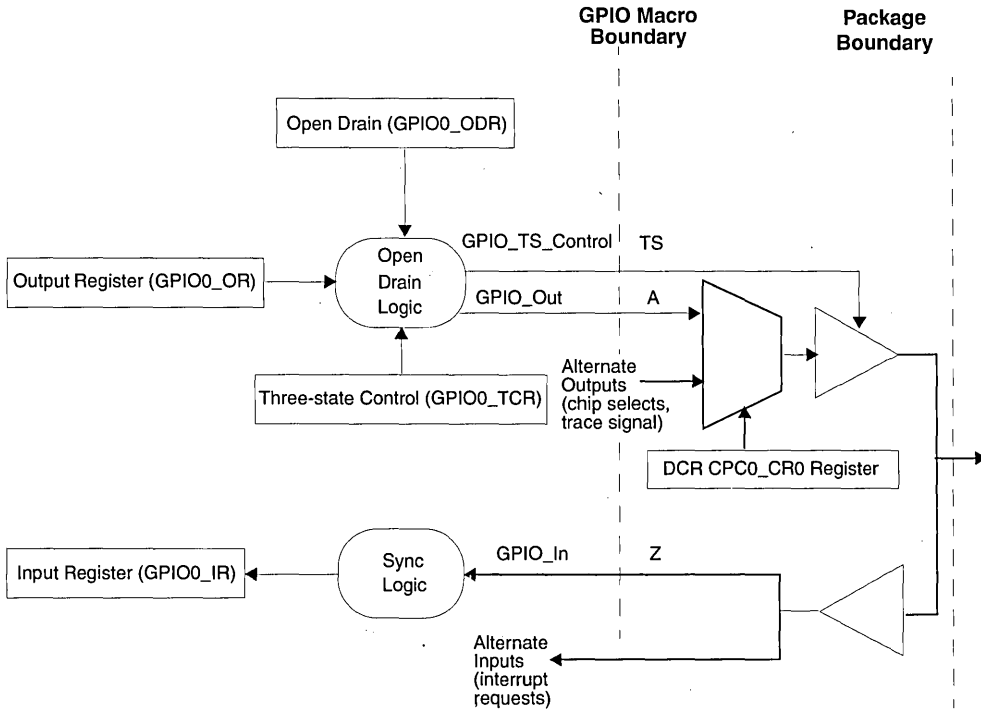 GPIO Macro
Boundary
Package
Boundary
Open Drain (GPIO0_ODR)
GPIO_TS_Control
TS
Open
Drain
Logic
Output Register (GPIO0_OR)
GPIO_Out
A
Alternate
Outputs
(chip selects,
trace signal)
Three-state Control (GPIO0_TCR)
DCR CPC0_CR0 Register
GPIO_In
Z
Sync
Logic
Input Register (GPIO0_IR)
Alternate
Inputs
(interrupt
requests)